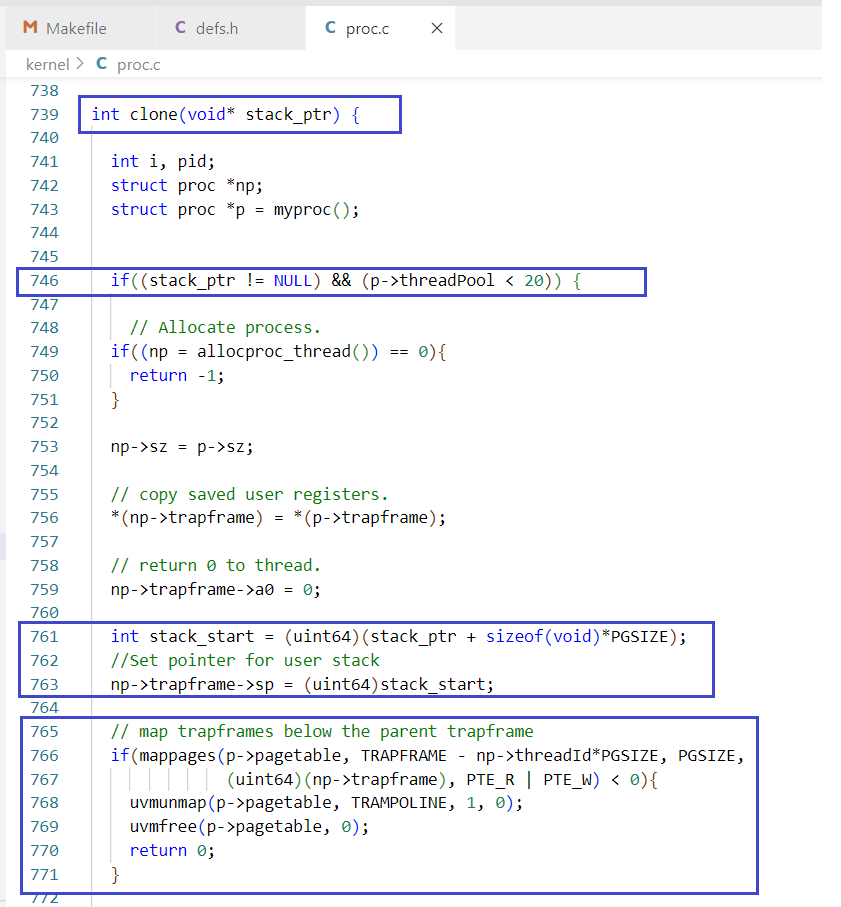 M Makefile C defs.h C proc.c ×
kernel > C proc.c
738
739 int clone(void* stack_ptr) {
740
741 int i, pid;
742 struct proc *np;
743 struct proc *p = myproc();
744
745
746 if((stack_ptr != NULL) && (p->threadPool < 20)) {
747
748 // Allocate process.
749 if((np = allocproc_thread()) == 0){
750 return -1;
751 }
752
753 np->sz = p->sz;
754
755 // copy saved user registers.
756 *(np->trapframe) = *(p->trapframe);
757
758 // return 0 to thread.
759 np->trapframe->a0 = 0;
760
761 int stack_start = (uint64)(stack_ptr + sizeof(void)*PGSIZE);
762 //Set pointer for user stack
763 np->trapframe->sp = (uint64)stack_start;
764
765 // map trapframes below the parent trapframe
766 if(mappages(p->pagetable, TRAPFRAME - np->threadId*PGSIZE, PGSIZE,
767 (uint64)(np->trapframe), PTE_R | PTE_W) < 0){
768 uvmunmap(p->pagetable, TRAMPOLINE, 1, 0);
769 uvmfree(p->pagetable, 0);
770 return 0;
771 }
772